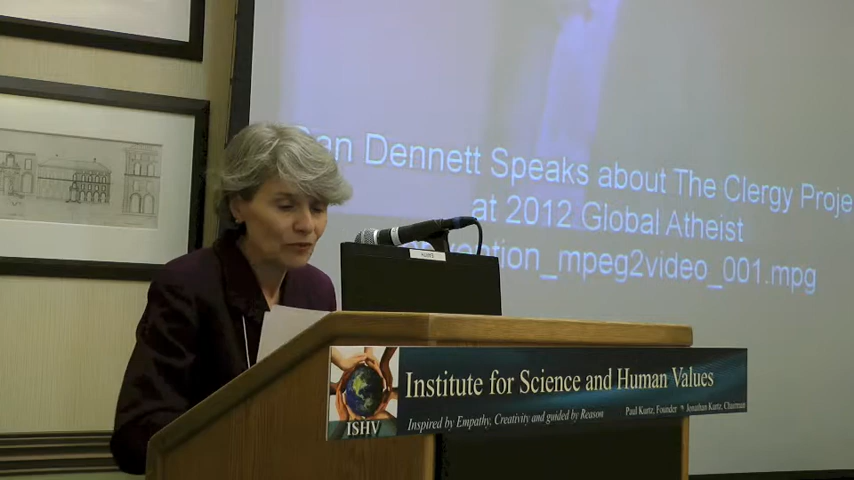 Dan Dennett Speaks about The Clergy Proje
at 2012 Global Atheist
vention_mpeg2video_001.mpg
Institute for Science and Human Values
Inspired by Empathy, Creativity and guided by Reason
Paul Kurtz, Founder Jonathan Kurtz, Chairman
ISHV